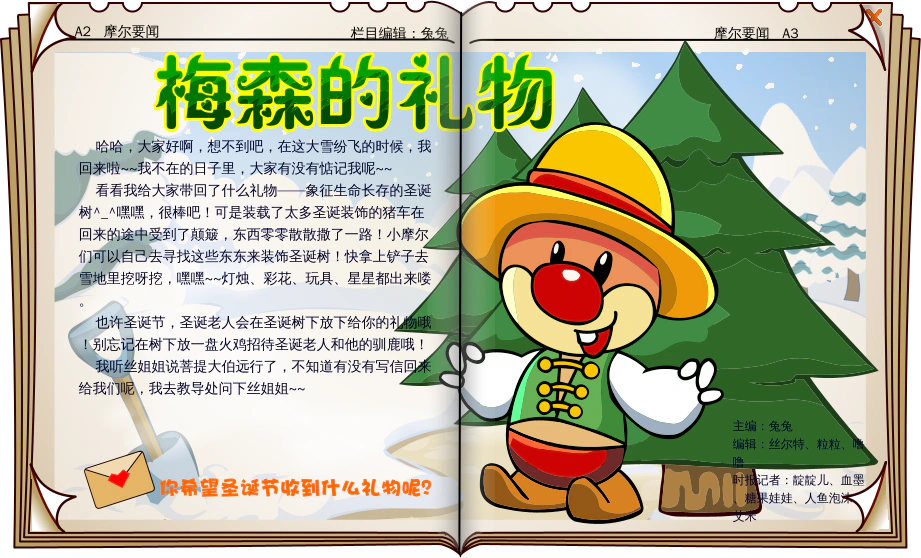 A2 摩尔要闻
栏目编辑：兔兔
摩尔要闻 A3
梅森的礼物
哈哈，大家好啊，想不到吧，在这大雪纷飞的时候，我
回来啦~~我不在的日子里，大家有没有惦记我呢~~
看看我给大家带回了什么礼物——象征生命长存的圣诞
树^_^嘿嘿，很棒吧！可是装载了太多圣诞装饰的猪车在
回来的途中受到了颠簸，东西零零散散撒了一路！小摩尔
们可以自己去寻找这些东东来装饰圣诞树！快拿上铲子去
雪地里挖呀挖，嘿嘿~~灯烛、彩花、玩具、星星都出来喽
。
也许圣诞节，圣诞老人会在圣诞树下放下给你的礼物哦
！别忘记在树下放一盘火鸡招待圣诞老人和他的驯鹿哦！
我听丝姐姐说菩提大伯远行了，不知道有没有写信回来
给我们呢，我去教导处问下丝姐姐~~
你希望圣诞节收到什么礼物呢？
主编：兔兔
编辑：丝尔特、粒粒、噜
噜
时报记者：靛靛儿、血墨
、糖果娃娃、人鱼泡沫、
艾米